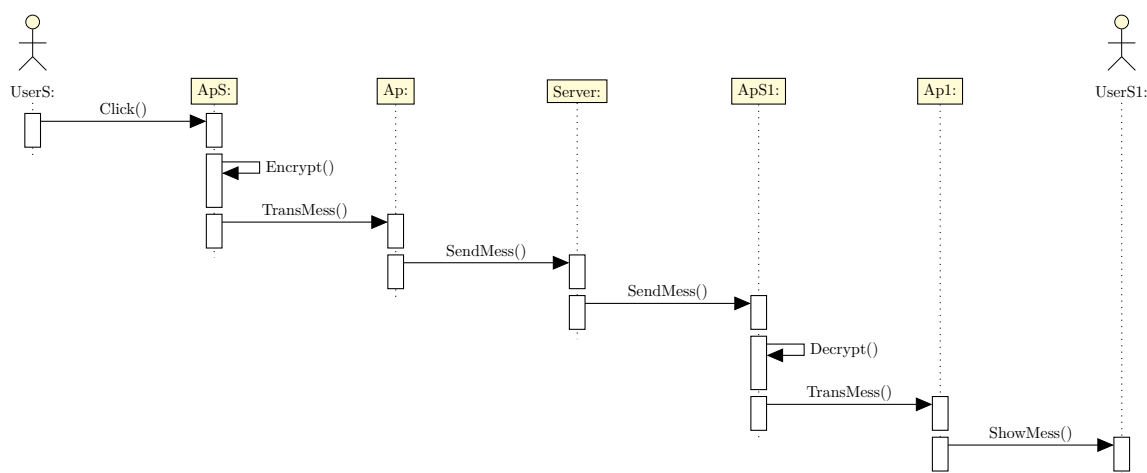 UserS:
ApS:
Ap:
Server:
ApS1:
Ap1:
UserS1:
Click()
Encrypt()
TransMess()
SendMess()
SendMess()
Decrypt()
TransMess()
ShowMess()